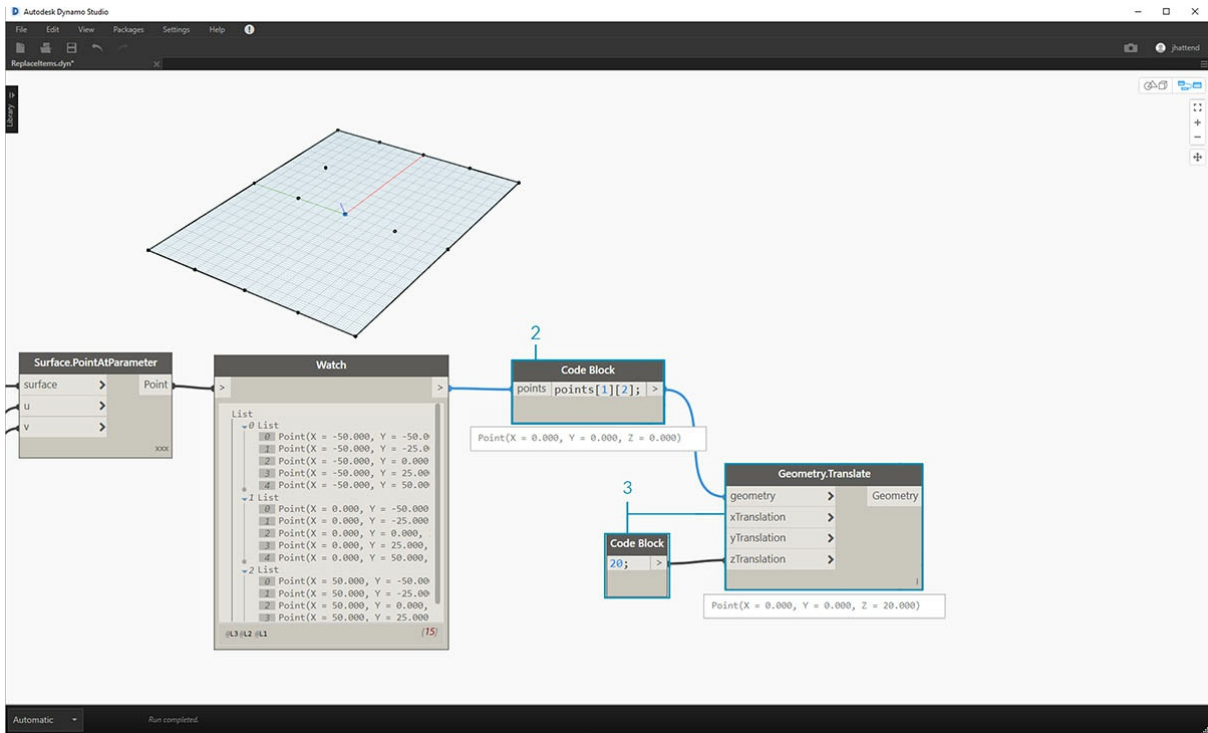 Autodesk Dynamo Studio
File Edit View Packages Settings Help
jhattend
ReplaceItems.dyn*
Library
2
Surface.PointAtParameter
surface > Point
u >
v >
xxx
Watch
> >
List
0 List
0 Point(X = -50.000, Y = -50.0
1 Point(X = -50.000, Y = -25.0
2 Point(X = -50.000, Y = 0.000
3 Point(X = -50.000, Y = 25.00
4 Point(X = -50.000, Y = 50.00
1 List
0 Point(X = 0.000, Y = -50.000
1 Point(X = 0.000, Y = -25.000
2 Point(X = 0.000, Y = 0.000,
3 Point(X = 0.000, Y = 25.000,
4 Point(X = 0.000, Y = 50.000,
2 List
0 Point(X = 50.000, Y = -50.00
1 Point(X = 50.000, Y = -25.00
2 Point(X = 50.000, Y = 0.000,
3 Point(X = 50.000, Y = 25.000
@L3 @L2 @L1 {15}
Code Block
points points[1][2]; >
Point(X = 0.000, Y = 0.000, Z = 0.000)
3
Code Block
20; >
Geometry.Translate
geometry > Geometry
xTranslation >
yTranslation >
zTranslation >
l
Point(X = 0.000, Y = 0.000, Z = 20.000)
Automatic Run completed.